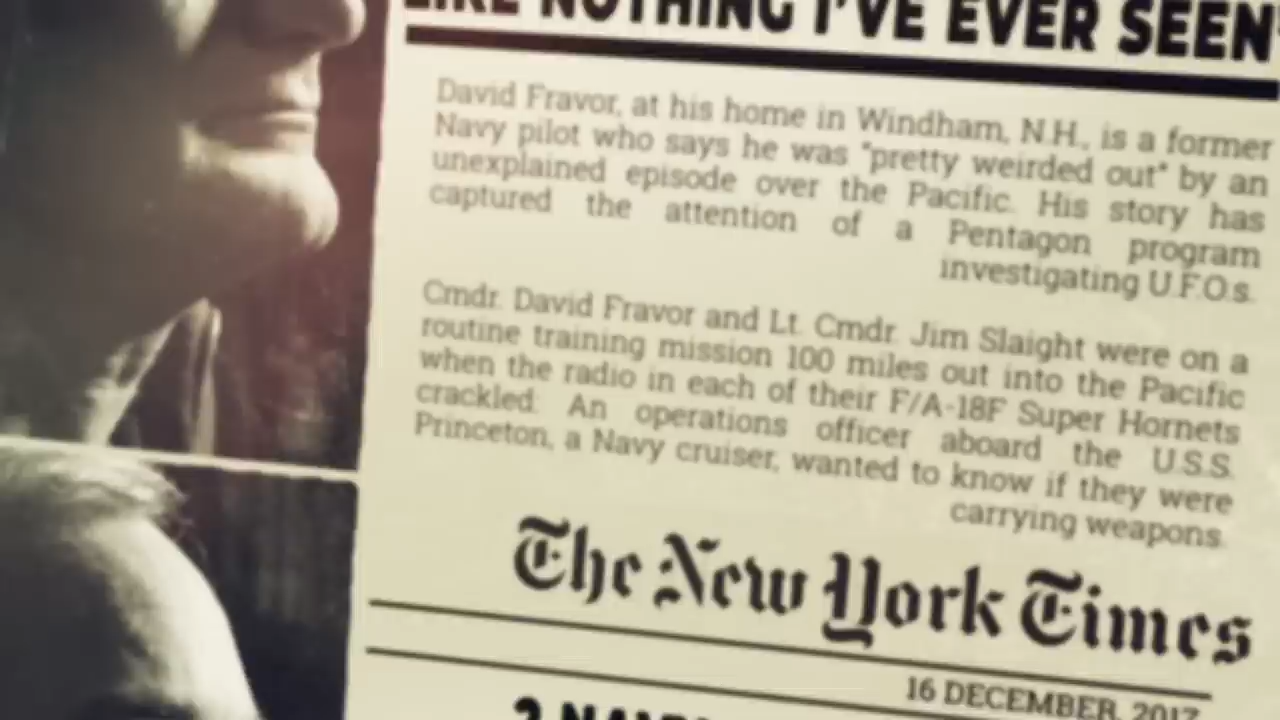 LIKE NOTHING I'VE EVER SEEN'
David Fravor, at his home in Windham, N.H., is a former
Navy pilot who says he was "pretty weirded out" by an
unexplained episode over the Pacific. His story has
captured the attention of a Pentagon program
investigating U.F.O.s.
Cmdr. David Fravor and Lt. Cmdr. Jim Slaight were on a
routine training mission 100 miles out into the Pacific
when the radio in each of their F/A-18F Super Hornets
crackled: An operations officer aboard the U.S.S.
Princeton, a Navy cruiser, wanted to know if they were
carrying weapons.
The New York Times
16 DECEMBER, 2017